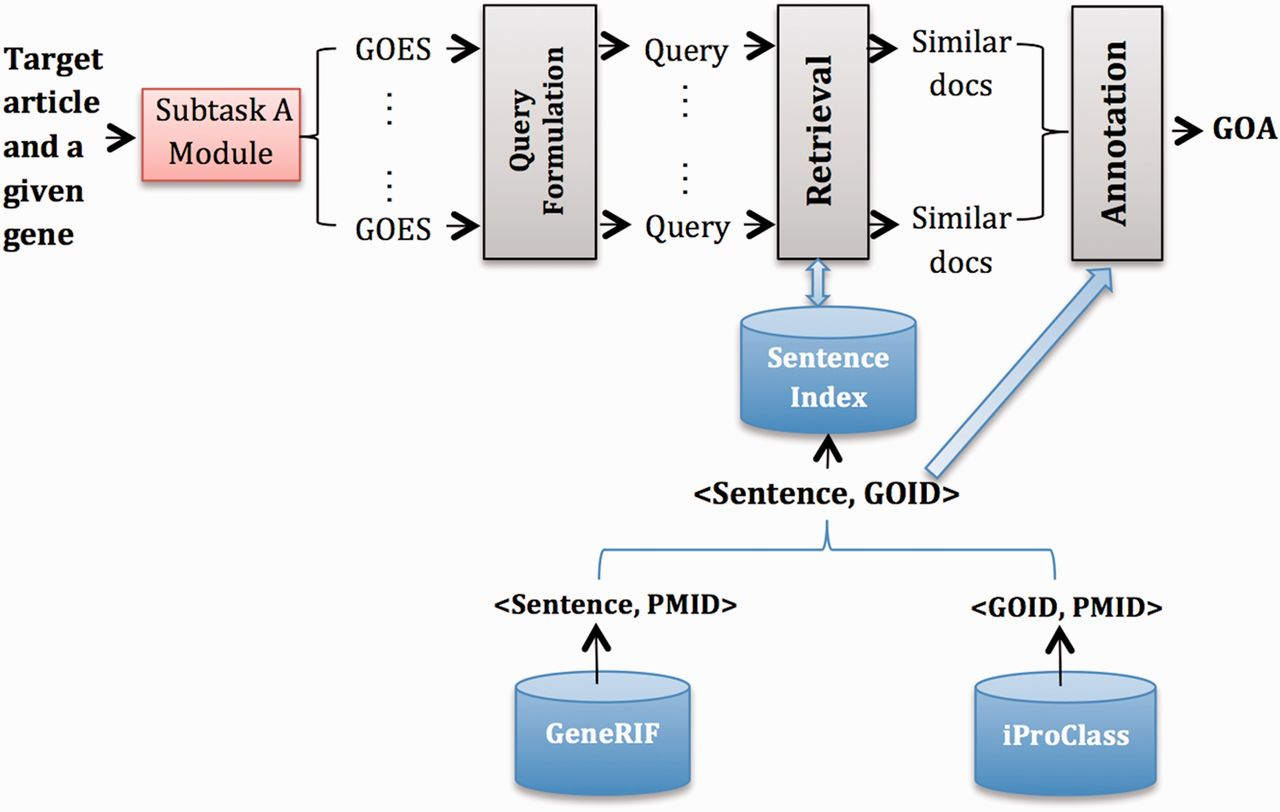 Target
article
and a
given
gene
Subtask A
Module
GOES
⋮
⋮
GOES
Query
Formulation
Query
⋮
⋮
Query
Retrieval
Similar
docs
Similar
docs
Annotation
GOA
Sentence
Index
<Sentence, GOID>
<Sentence, PMID>
<GOID, PMID>
GeneRIF
iProClass